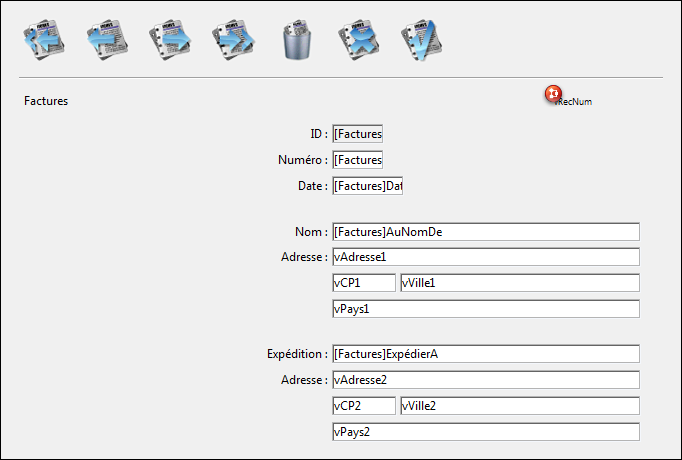 Factures
RecNum
ID : [Factures
Numéro : [Factures
Date : [Factures]Dat
Nom : [Factures]AuNomDe
Adresse : vAdresse1
vCP1 vVille1
vPays1
Expédition : [Factures]ExpédierA
Adresse : vAdresse2
vCP2 vVille2
vPays2